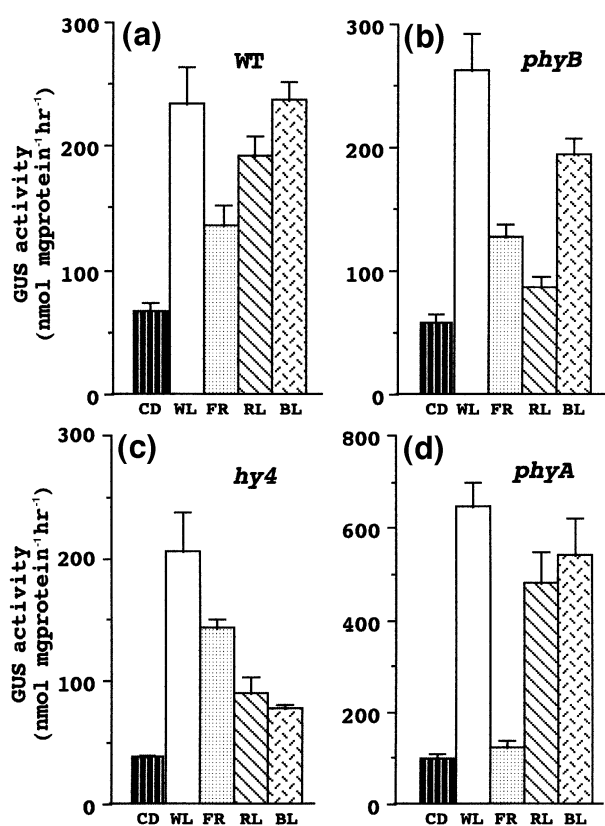 (a) WT
GUS activity
(nmol mgprotein⁻¹hr⁻¹)
300
200
100
0
CD WL FR RL BL
(b) phyB
300
200
100
0
CD WL FR RL BL
(c) hy4
GUS activity
(nmol mgprotein⁻¹hr⁻¹)
300
200
100
0
CD WL FR RL BL
(d) phyA
800
600
400
200
0
CD WL FR RL BL